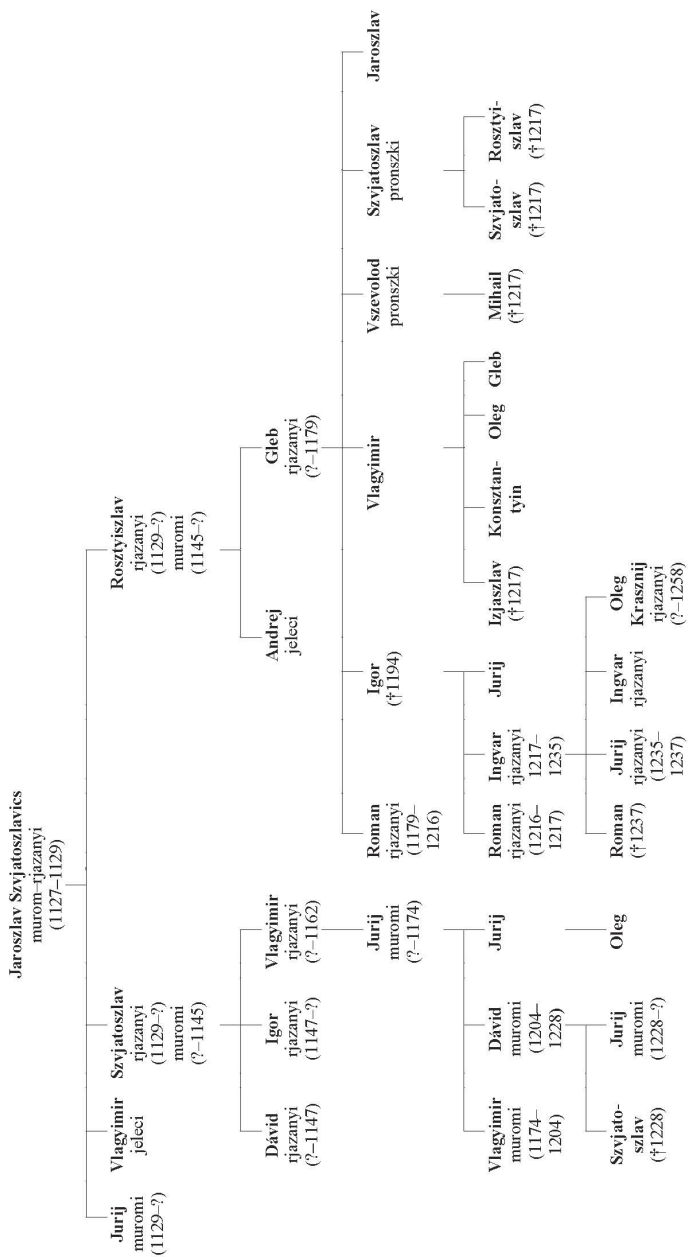 Jaroszlav Szvjatoszlavics
murom–rjazanyi
(1127–1129)
Jurij
muromi
(1129–?)
Vlagyimir
jeleci
Szvjatoszlav
rjazanyi
(1129–?)
muromi
(?–1145)
Rosztyiszlav
rjazanyi
(1129–?)
muromi
(1145–?)
Dávid
rjazanyi
(?–1147)
Igor
rjazanyi
(1147–?)
Vlagyimir
rjazanyi
(?–1162)
Andrej
jeleci
Gleb
rjazanyi
(?–1179)
Jurij
muromi
(?–1174)
Roman
rjazanyi
(1179–
1216)
Igor
(†1194)
Vlagyimir
Vszevolod
pronszki
Szvjatoszlav
pronszki
Jaroszlav
Vlagyimir
muromi
(1174–
1204)
Dávid
muromi
(1204–
1228)
Jurij
Roman
rjazanyi
(1216–
1217)
Ingvar
rjazanyi
1217–
1235)
Jurij
Izjaszlav
(†1217)
Konsztan-
tyin
Oleg
Gleb
Mihail
(†1217)
Szvjato-
szlav
(†1217)
Rosztyi-
szlav
(†1217)
Szvjato-
szlav
(†1228)
Jurij
muromi
(1228–?)
Oleg
Roman
(†1237)
Jurij
rjazanyi
(1235–
1237)
Ingvar
rjazanyi
Oleg
Krasznij
rjazanyi
(?–1258)